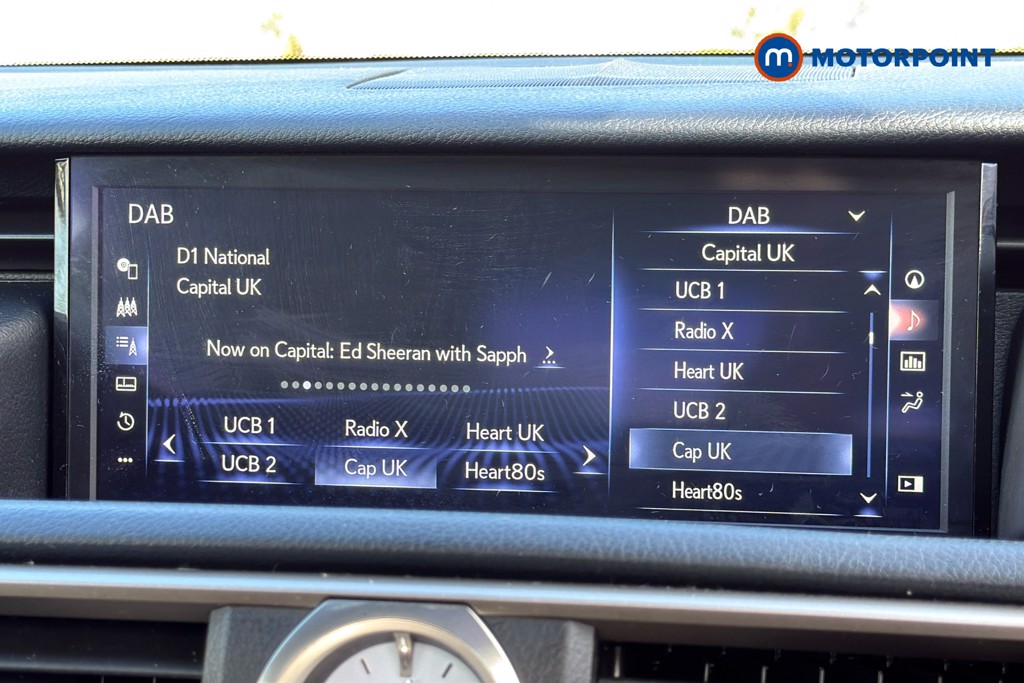 m. MOTORPOINT
DAB
D1 National
Capital UK
Now on Capital: Ed Sheeran with Sapph
UCB 1 Radio X Heart UK
UCB 2 Cap UK Heart80s
DAB
Capital UK
UCB 1
Radio X
Heart UK
UCB 2
Cap UK
Heart80s